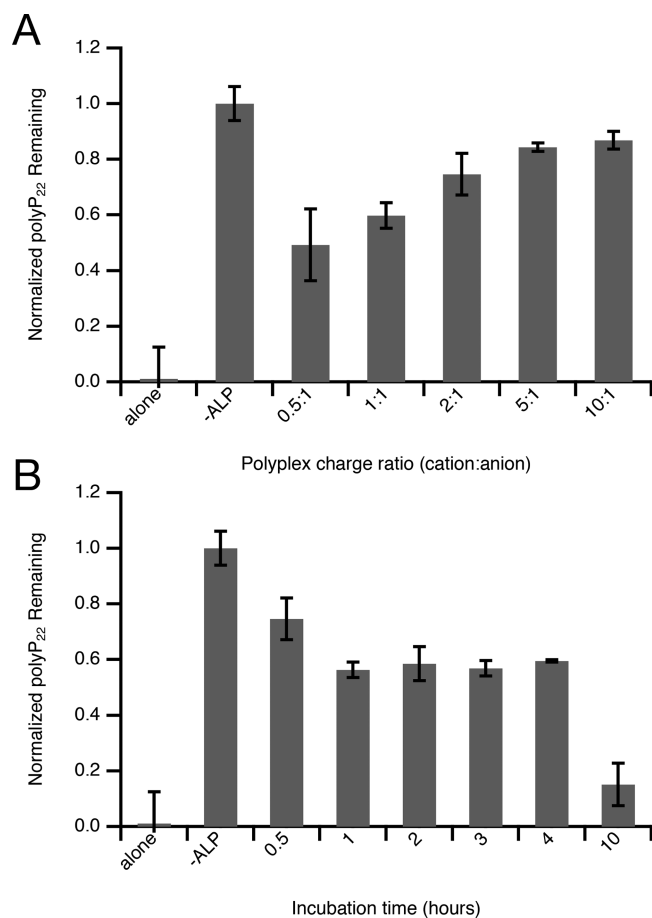 A
1.2
1.0
0.8
0.6
0.4
0.2
0.0
Normalized polyP22 Remaining
alone
-ALP
0.5:1
1:1
2:1
5:1
10:1
Polyplex charge ratio (cation:anion)
B
1.2
1.0
0.8
0.6
0.4
0.2
0.0
Normalized polyP22 Remaining
alone
-ALP
0.5
1
2
3
4
10
Incubation time (hours)